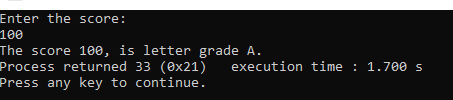 Enter the score:
100
The score 100, is letter grade A.
Process returned 33 (0x21)   execution time : 1.700 s
Press any key to continue.